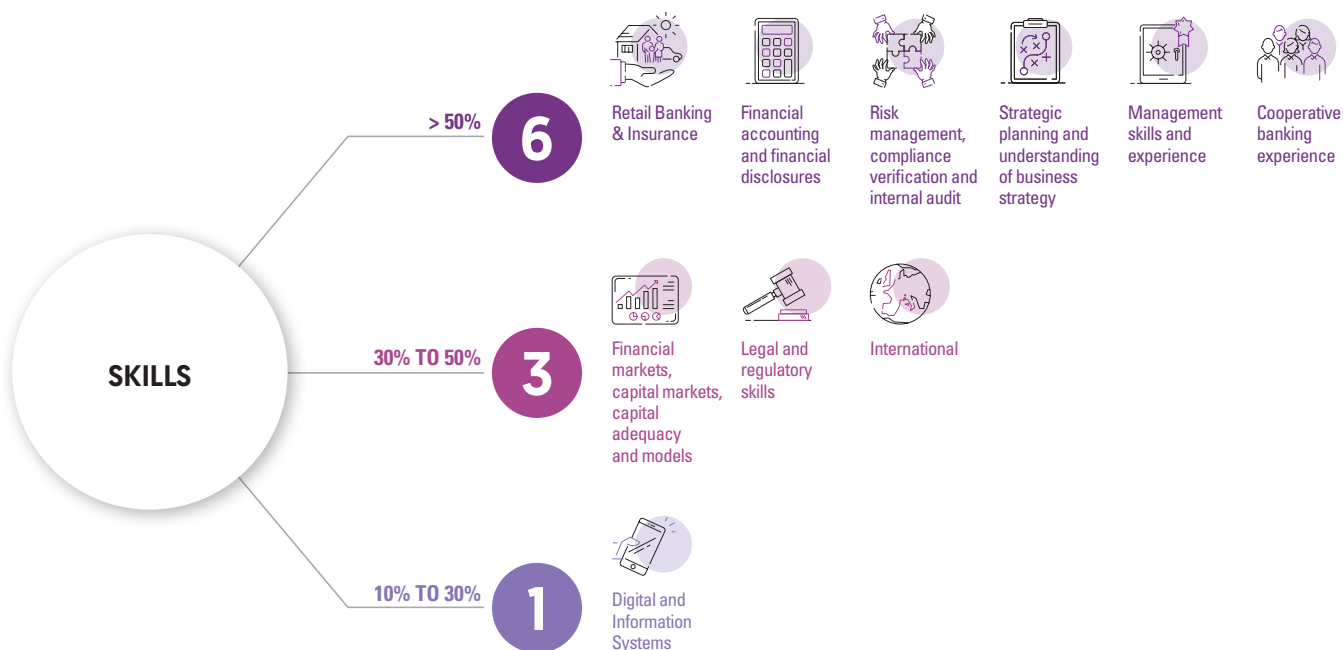 > 50%
6
Retail Banking
& Insurance
Financial
accounting
and financial
disclosures
Risk
management,
compliance
verification and
internal audit
Strategic
planning and
understanding
of business
strategy
Management
skills and
experience
Cooperative
banking
experience
SKILLS
30% TO 50%
3
Financial
markets,
capital markets,
capital
adequacy
and models
Legal and
regulatory
skills
International
10% TO 30%
1
Digital and
Information
Systems